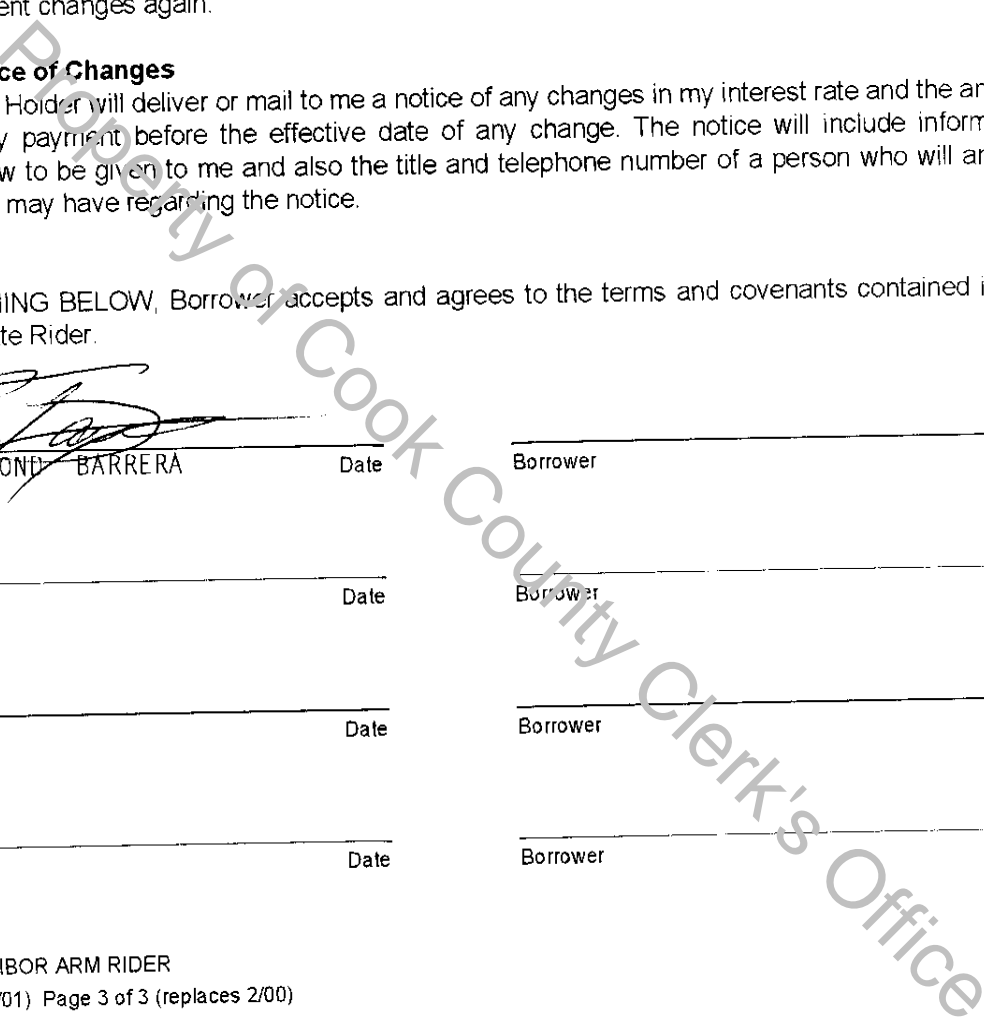 ent changes again.
ce of Changes
Holder will deliver or mail to me a notice of any changes in my interest rate and the an
y payment before the effective date of any change. The notice will include inform
w to be given to me and also the title and telephone number of a person who will an
may have regarding the notice.
NING BELOW, Borrower accepts and agrees to the terms and covenants contained i
te Rider.
OND BARRERA Date Borrower
Date Borrower
Date Borrower
Date Borrower
IBOR ARM RIDER
/01) Page 3 of 3 (replaces 2/00)
Property of Cook County Clerk's Office